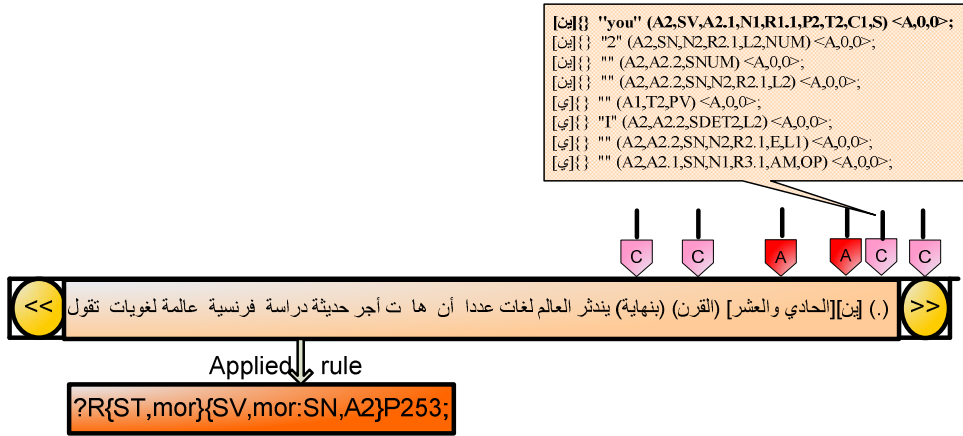 [ين]{} "you" (A2,SV,A2.1,N1,R1.1,P2,T2,C1,S) <A,0,0>;
[ين]{} "2" (A2,SN,N2,R2.1,L2,NUM) <A,0,0>;
[ين]{} "" (A2,A2.2,SNUM) <A,0,0>;
[ين]{} "" (A2,A2.2,SN,N2,R2.1,L2) <A,0,0>;
[ي]{} "" (A1,T2,PV) <A,0,0>;
[ي]{} "I" (A2,A2.2,SDET2,L2) <A,0,0>;
[ي]{} "" (A2,A2.2,SN,N2,R2.1,E,L1) <A,0,0>;
[ي]{} "" (A2,A2.1,SN,N1,R3.1,AM,OP) <A,0,0>;
C C A A C C
<< (.) [ين][الحادي والعشر] (القرن) (بنهاية) يندثر العالم لغات عددا أن ها ت أجر حديثة دراسة فرنسية عالمة لغويات تقول >>
Applied rule
?R{ST,mor}{SV,mor:SN,A2}P253;